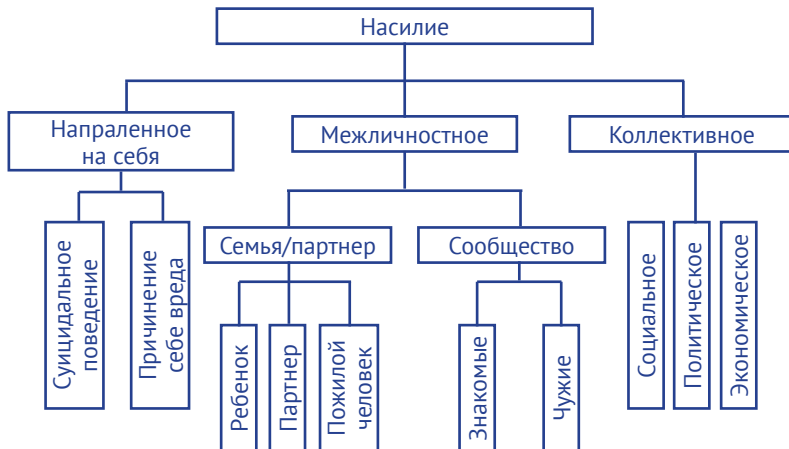 Насилие
Напраленное
на себя
Межличностное
Коллективное
Суицидальное
поведение
Причинение
себе вреда
Семья/партнер
Сообщество
Ребенок
Партнер
Пожилой
человек
Знакомые
Чужие
Социальное
Политическое
Экономическое